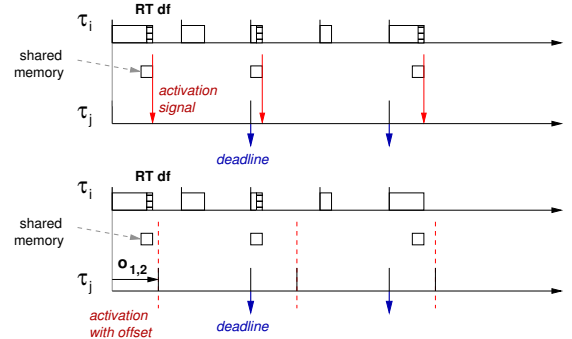 RT df
τi
shared
memory
activation
signal
τj
deadline
RT df
τi
shared
memory
o1,2
τj
activation
with offset
deadline